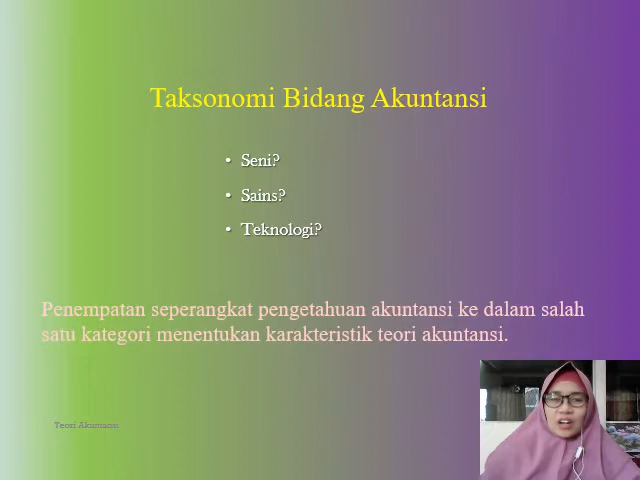 Taksonomi Bidang Akuntansi
• Seni?
• Sains?
• Teknologi?
Penempatan seperangkat pengetahuan akuntansi ke dalam salah
satu kategori menentukan karakteristik teori akuntansi.
Teori Akuntansi